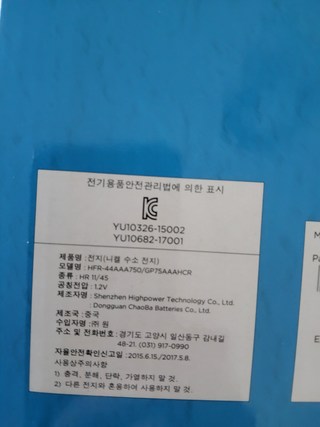 전기용품안전관리법에 의한 표시
YU10326-15002
YU10682-17001
제품명 : 전지(니켈 수소 전지)
모델명 : HFR-44AAA750/GP75AAAHCR
종류 : HR 11/45
공칭전압 : 1.2V
제조자명 : Shenzhen Highpower Technology Co., Ltd.
Dongguan ChaoBa Batteries Co., Ltd.
제조국 : 중국
수입자명 : ㈜ 원
주소 및 전화번호 : 경기도 고양시 일산동구 감내길
48-21. (031) 917-0990
자율안전확인신고일 : 2015.6.15./2017.5.8.
사용상주의사항
1) 충격, 분해, 단락, 가열하지 말 것.
2) 다른 전지와 혼용하여 사용하지 말 것.
M
Pa
E